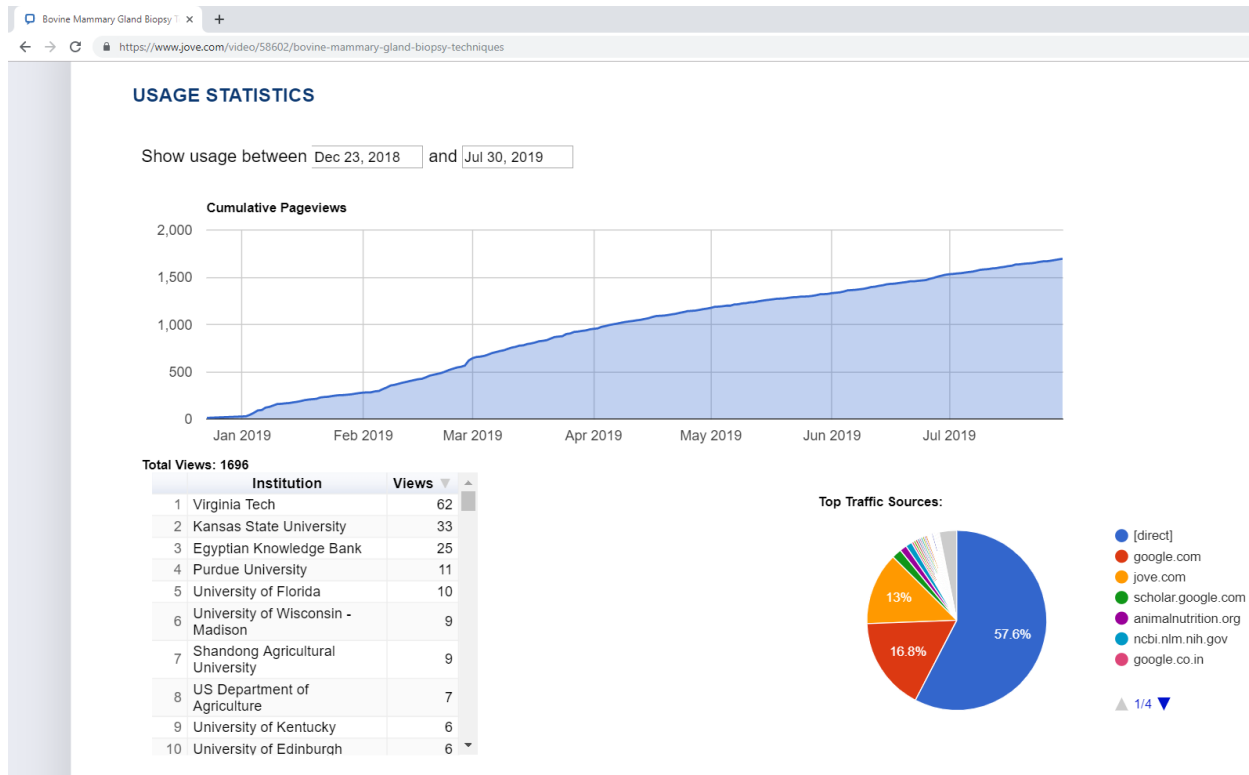 Bovine Mammary Gland Biopsy T
https://www.jove.com/video/58602/bovine-mammary-gland-biopsy-techniques
USAGE STATISTICS
Show usage between Dec 23, 2018 and Jul 30, 2019
Cumulative Pageviews
2,000
1,500
1,000
500
0
Jan 2019 Feb 2019 Mar 2019 Apr 2019 May 2019 Jun 2019 Jul 2019
Total Views: 1696
Institution Views
1 Virginia Tech 62
2 Kansas State University 33
3 Egyptian Knowledge Bank 25
4 Purdue University 11
5 University of Florida 10
6 University of Wisconsin -
Madison 9
7 Shandong Agricultural
University 9
8 US Department of
Agriculture 7
9 University of Kentucky 6
10 University of Edinburgh 6
Top Traffic Sources:
57.6%
16.8%
13%
[direct]
google.com
jove.com
scholar.google.com
animalnutrition.org
ncbi.nlm.nih.gov
google.co.in
1/4